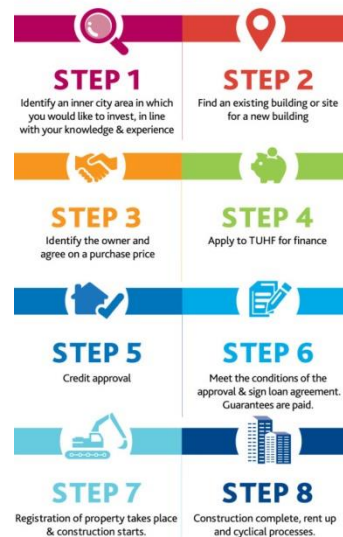 STEP 1
Identify an inner city area in which
you would like to invest, in line
with your knowledge & experience
STEP 2
Find an existing building or site
for a new building
STEP 3
Identify the owner and
agree on a purchase price
STEP 4
Apply to TUHF for finance
STEP 5
Credit approval
STEP 6
Meet the conditions of the
approval & sign loan agreement.
Guarantees are paid.
STEP 7
Registration of property takes place
& construction starts.
STEP 8
Construction complete, rent up
and cyclical processes.